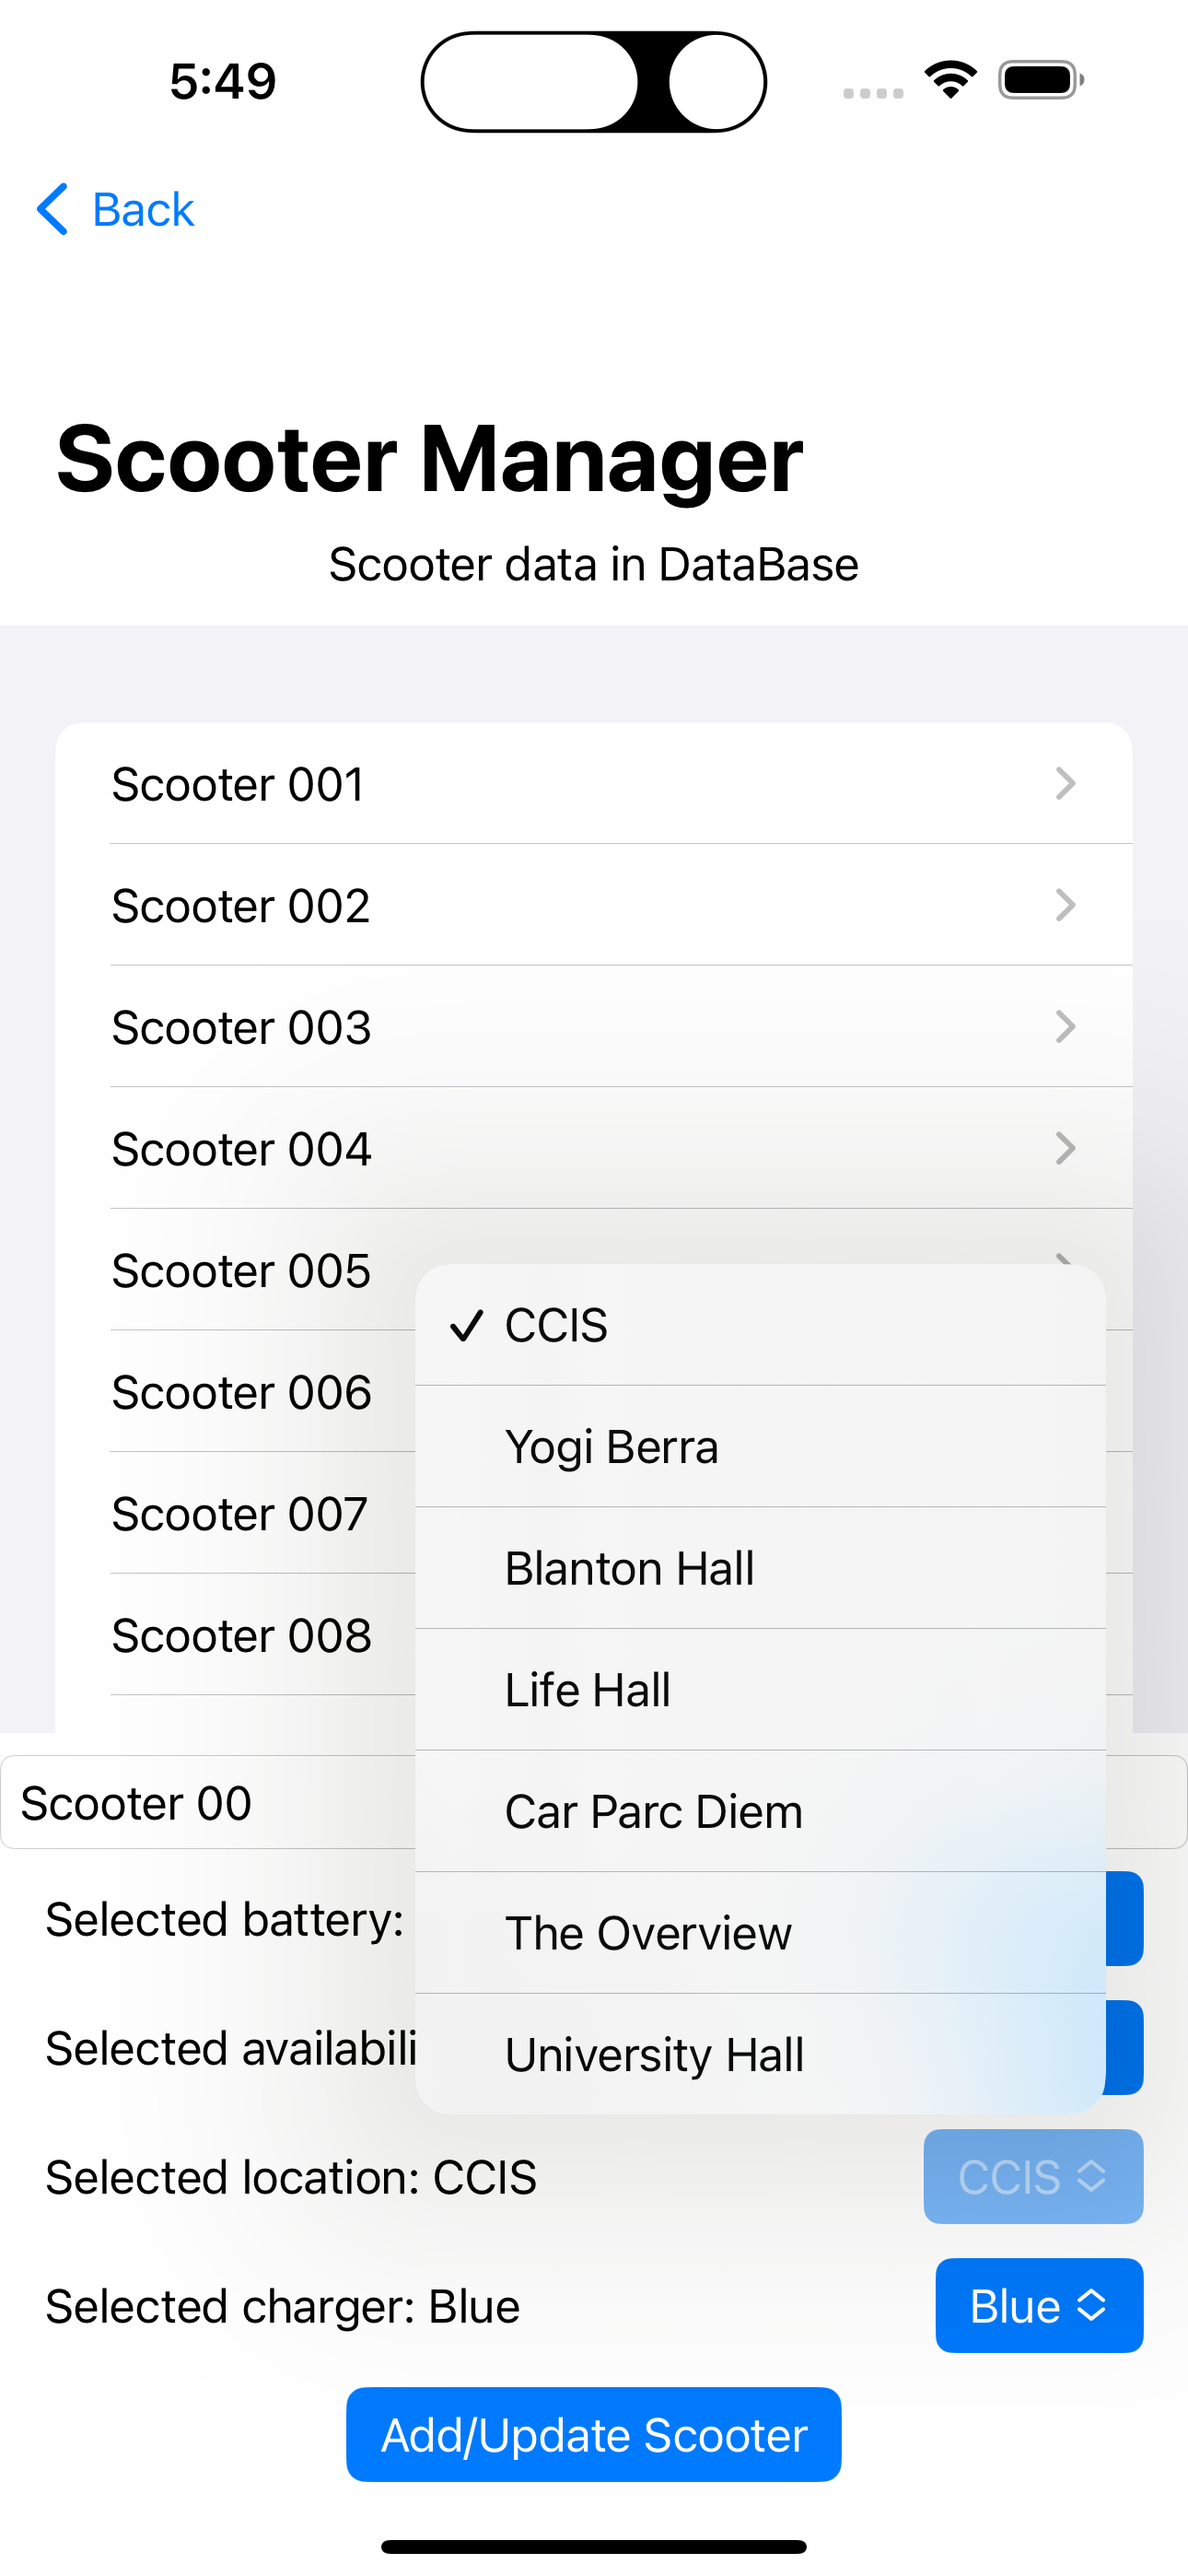 5:49
Back
Scooter Manager
Scooter data in DataBase
Scooter 001
Scooter 002
Scooter 003
Scooter 004
Scooter 005
Scooter 006
Scooter 007
Scooter 008
CCIS
Yogi Berra
Blanton Hall
Life Hall
Car Parc Diem
The Overview
University Hall
Scooter 00
Selected battery:
Selected availabili
Selected location: CCIS
CCIS
Selected charger: Blue
Blue
Add/Update Scooter